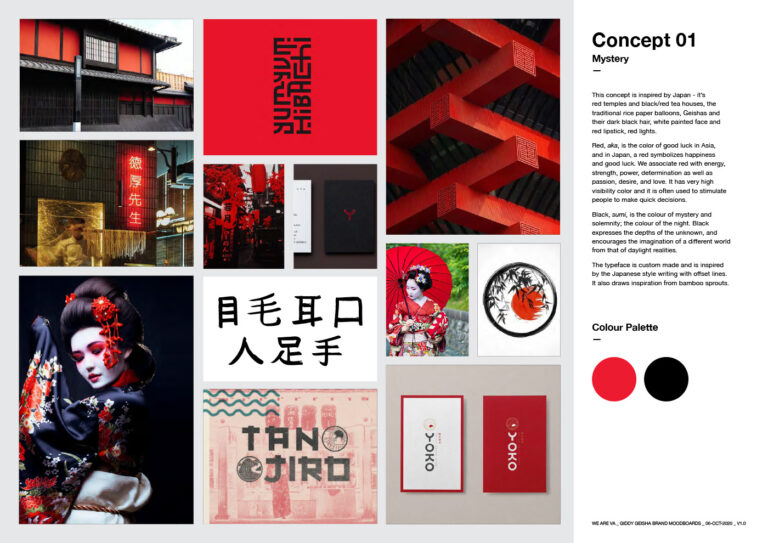 HIBACHI
徳厚先生
目毛耳口
人足手
TANO
JIRO
YOKO
YOKO
Concept 01
Mystery
This concept is inspired by Japan - it's
red temples and black/red tea houses, the
traditional rice paper balloons, Geishas and
their dark black hair, white painted face and
red lipstick, red lights.
Red, aka, is the color of good luck in Asia,
and in Japan, a red symbolizes happiness
and good luck. We associate red with energy,
strength, power, determination as well as
passion, desire, and love. It has very high
visibility color and it is often used to stimulate
people to make quick decisions.
Black, sumi, is the colour of mystery and
solemnity; the colour of the night. Black
expresses the depths of the unknown, and
encourages the imagination of a different world
from that of daylight realities.
The typeface is custom made and is inspired
by the Japanese style writing with offset lines.
It also draws inspiration from bamboo sprouts.
Colour Palette
WE ARE VA _ GIDDY GEISHA BRAND MOODBOARDS _ 06-OCT-2020 _ V1.0